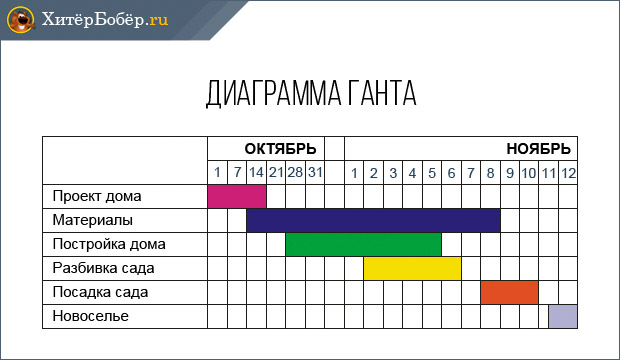 ХитёрБобёр.ru
ДИАГРАММА ГАНТА
ОКТЯБРЬ НОЯБРЬ
1 7 14 21 28 31 1 2 3 4 5 6 7 8 9 10 11 12
Проект дома
Материалы
Постройка дома
Разбивка сада
Посадка сада
Новоселье